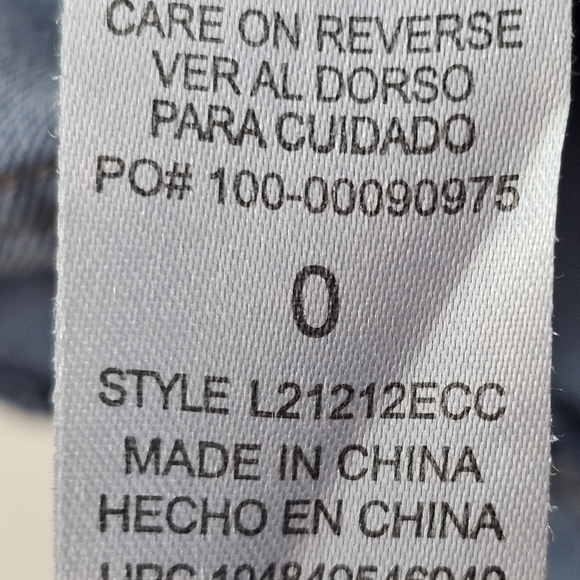 CARE ON REVERSE
VER AL DORSO
PARA CUIDADO
PO# 100-00090975
0
STYLE L21212ECC
MADE IN CHINA
HECHO EN CHINA
UPC